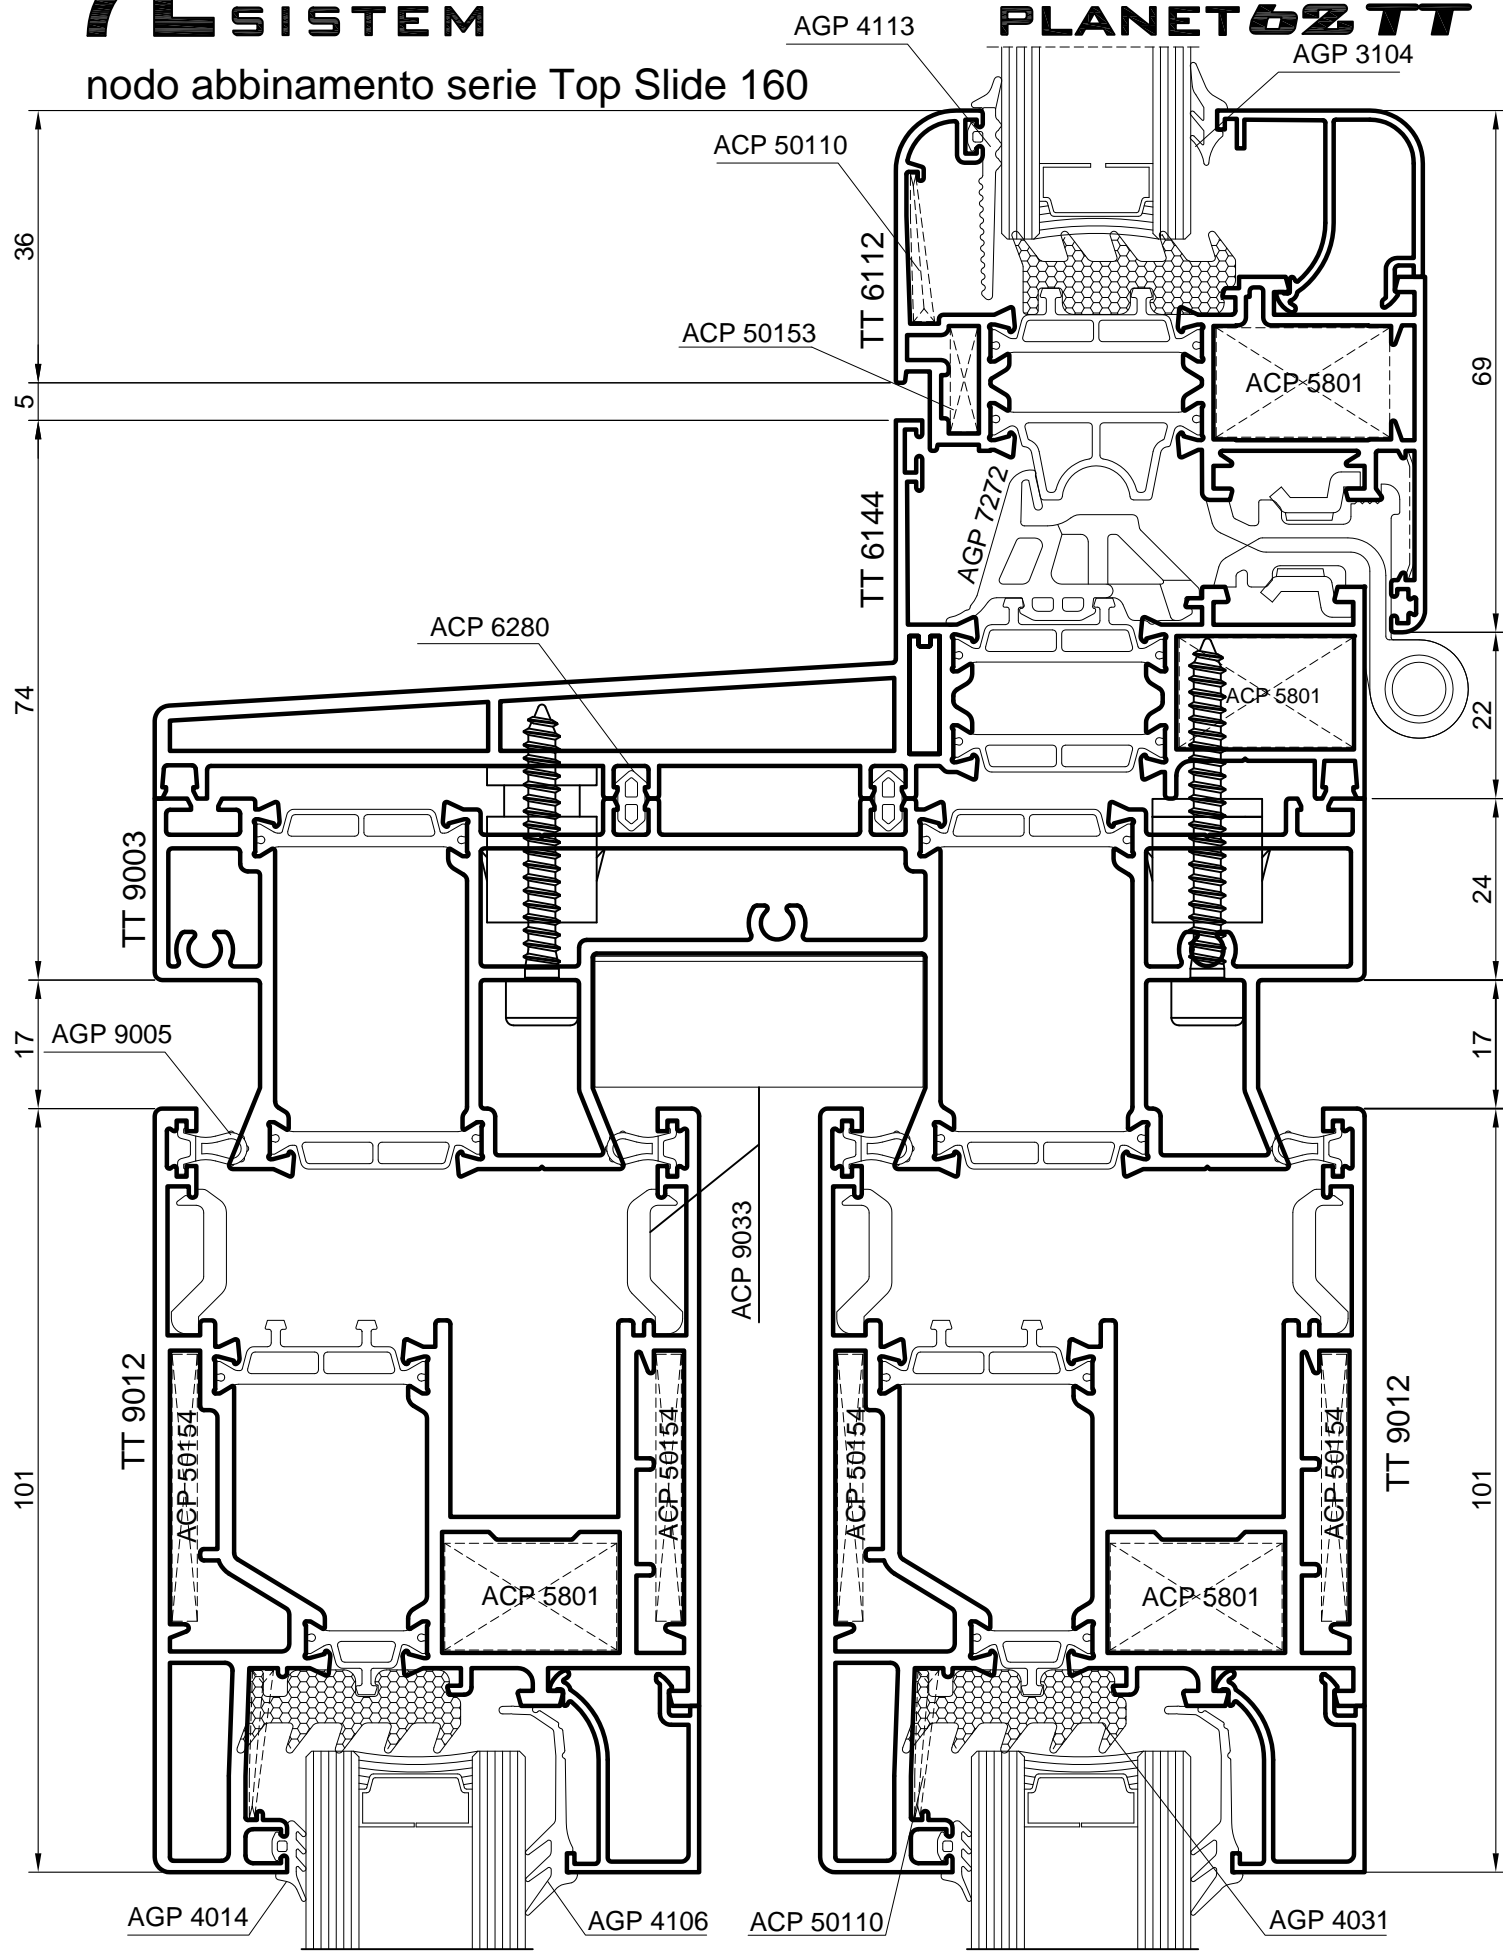 SISTEM
PLANET 62 TT
nodo abbinamento serie Top Slide 160
AGP 4113
AGP 3104
ACP 50110
TT 6112
36
ACP 50153
ACP 5801
69
5
TT 6144
AGP 7272
ACP 6280
ACP 5801
74
22
TT 9003
24
17
AGP 9005
17
ACP 9033
TT 9012
ACP 50154
ACP 50154
ACP 50154
ACP 50154
TT 9012
101
101
ACP 5801
ACP 5801
AGP 4014
AGP 4106
ACP 50110
AGP 4031